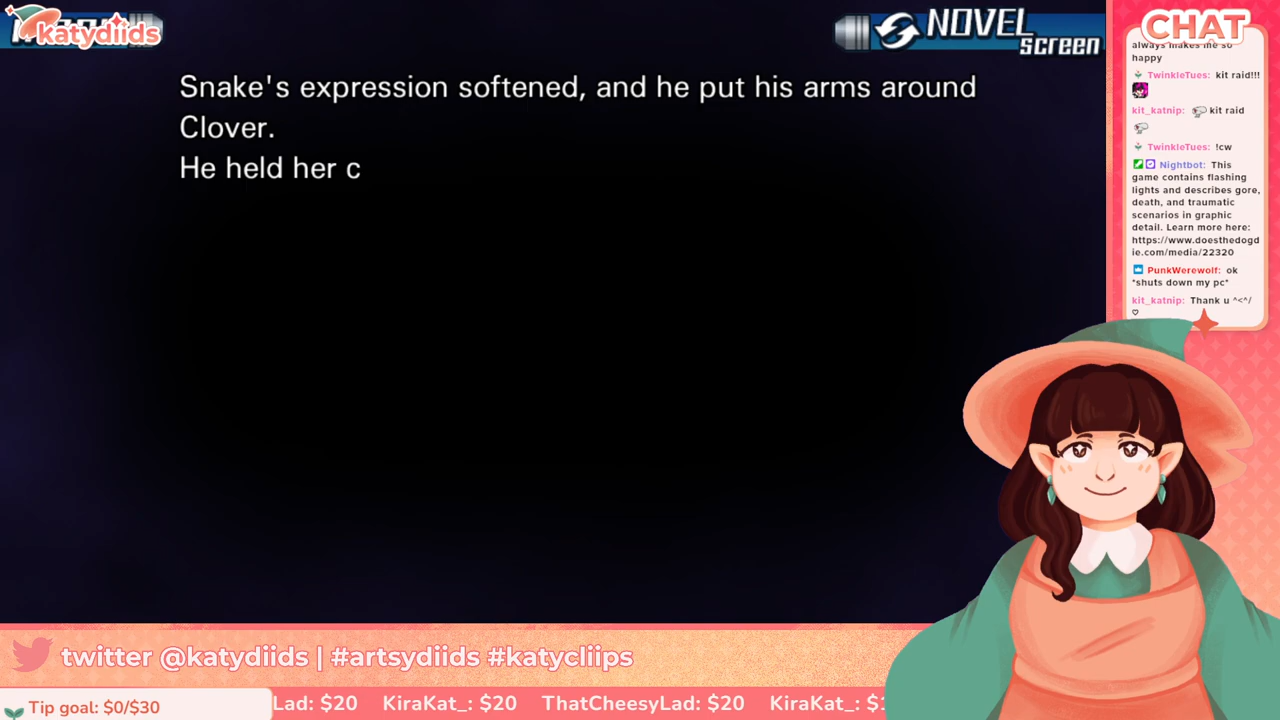 katydiids
NOVEL
Screen
Snake's expression softened, and he put his arms around
Clover.
He held her c
CHAT
always makes me so
happy
TwinkleTues: kit raid!!!
kit_katnip: kit raid
TwinkleTues: !cw
Nightbot: This
game contains flashing
lights and describes gore,
death, and traumatic
scenarios in graphic
detail. Learn more here:
https://www.doesthedogd
ie.com/media/22320
PunkWerewolf: ok
*shuts down my pc*
kit_katnip: Thank u ^<^/
♡
twitter @katydiids | #artsydiids #katycliips
Tip goal: $0/$30
Lad: $20 KiraKat_: $20 ThatCheesyLad: $20 KiraKat_: $1